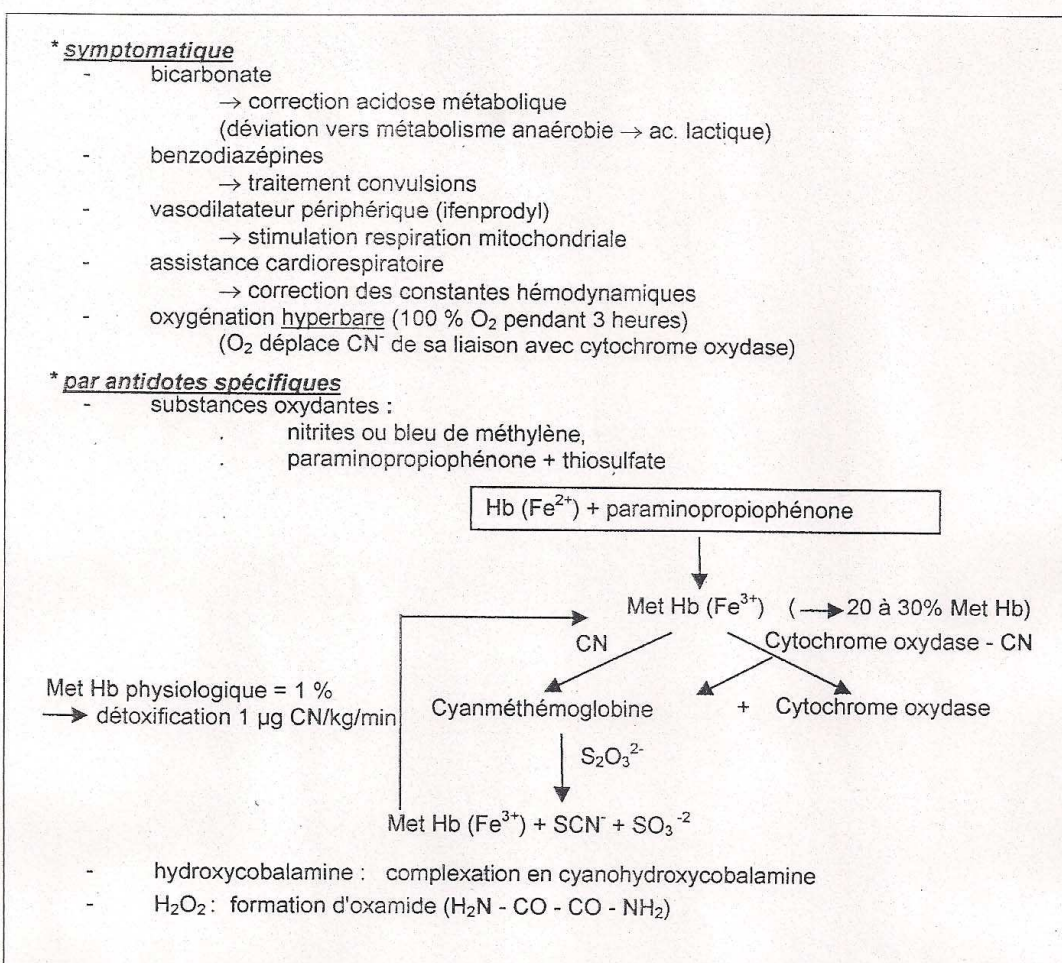 * symptomatique
- bicarbonate
→ correction acidose métabolique
(déviation vers métabolisme anaérobie → ac. lactique)
- benzodiazépines
→ traitement convulsions
- vasodilatateur périphérique (ifenprodyl)
→ stimulation respiration mitochondriale
- assistance cardiorespiratoire
→ correction des constantes hémodynamiques
- oxygénation hyperbare (100 % O₂ pendant 3 heures)
(O₂ déplace CN⁻ de sa liaison avec cytochrome oxydase)
* par antidotes spécifiques
- substances oxydantes :
. nitrites ou bleu de méthylène,
. paraminopropiophénone + thiosulfate
Hb (Fe²⁺) + paraminopropiophénone
Met Hb (Fe³⁺) ( → 20 à 30% Met Hb)
CN Cytochrome oxydase - CN
Met Hb physiologique = 1 %
→ détoxification 1 µg CN/kg/min
Cyanméthémoglobine + Cytochrome oxydase
S₂O₃²⁻
Met Hb (Fe³⁺) + SCN⁻ + SO₃⁻²
- hydroxycobalamine : complexation en cyanohydroxycobalamine
- H₂O₂ : formation d'oxamide (H₂N - CO - CO - NH₂)